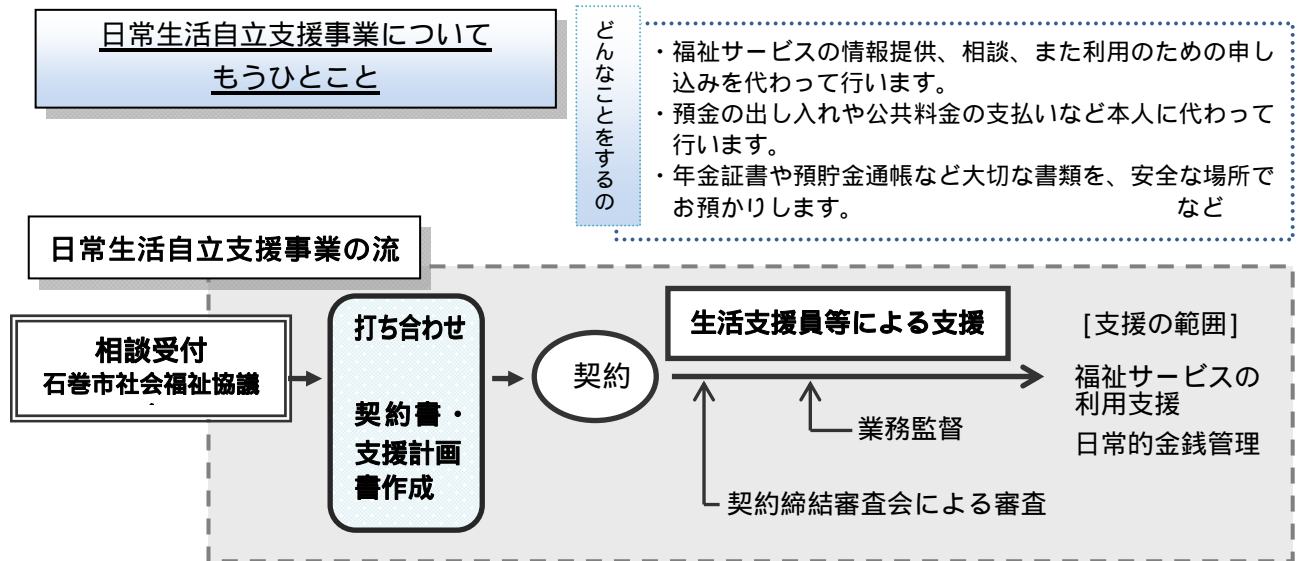 日常生活自立支援事業について
もうひとこと
どんなことをするの
・福祉サービスの情報提供、相談、また利用のための申し
込みを代わって行います。
・預金の出し入れや公共料金の支払いなど本人に代わって
行います。
・年金証書や預貯金通帳など大切な書類を、安全な場所で
お預かりします。 など
日常生活自立支援事業の流
相談受付
石巻市社会福祉協議
打ち合わせ
契約書・
支援計画
書作成
契約
生活支援員等による支援
業務監督
契約締結審査会による審査
[支援の範囲]
福祉サービスの
利用支援
日常的金銭管理